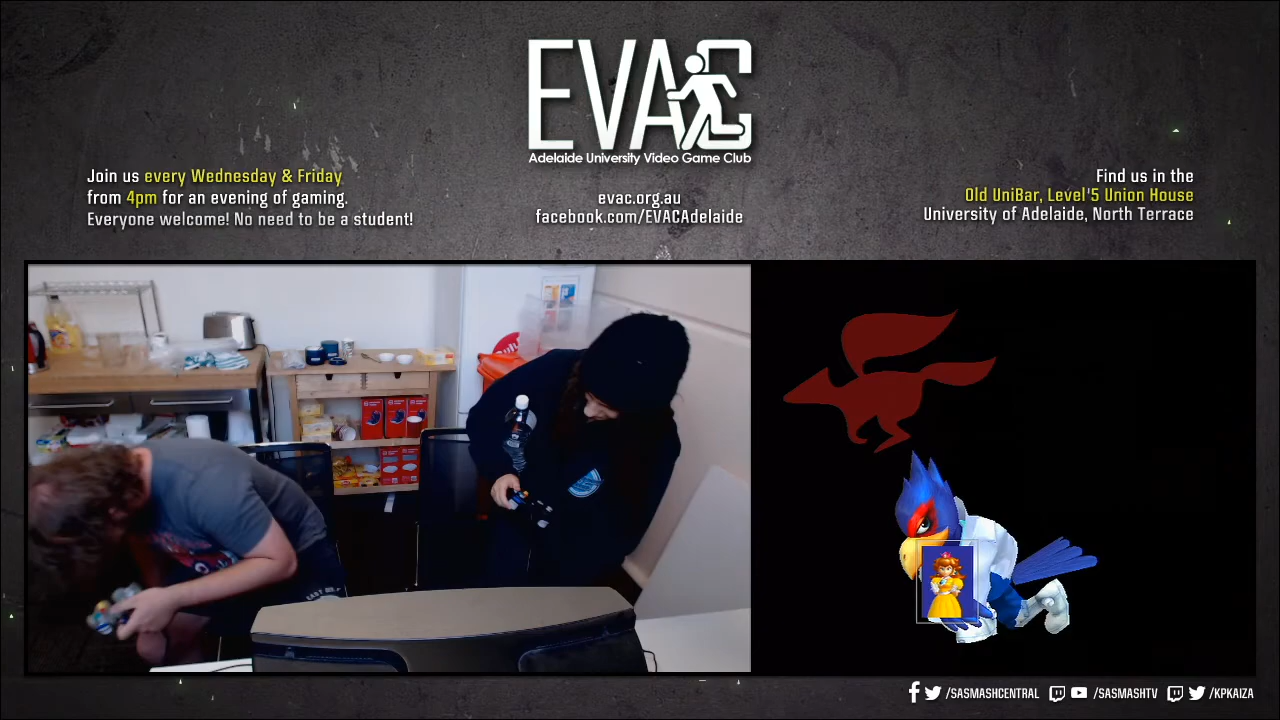 EVAC
Adelaide University Video Game Club
Join us every Wednesday & Friday
from 4pm for an evening of gaming.
Everyone welcome! No need to be a student!
evac.org.au
facebook.com/EVACAdelaide
Find us in the
Old UniBar, Level'5 Union House
University of Adelaide, North Terrace
/SASMASHCENTRAL
/SASMASHTV
/KPKAIZA